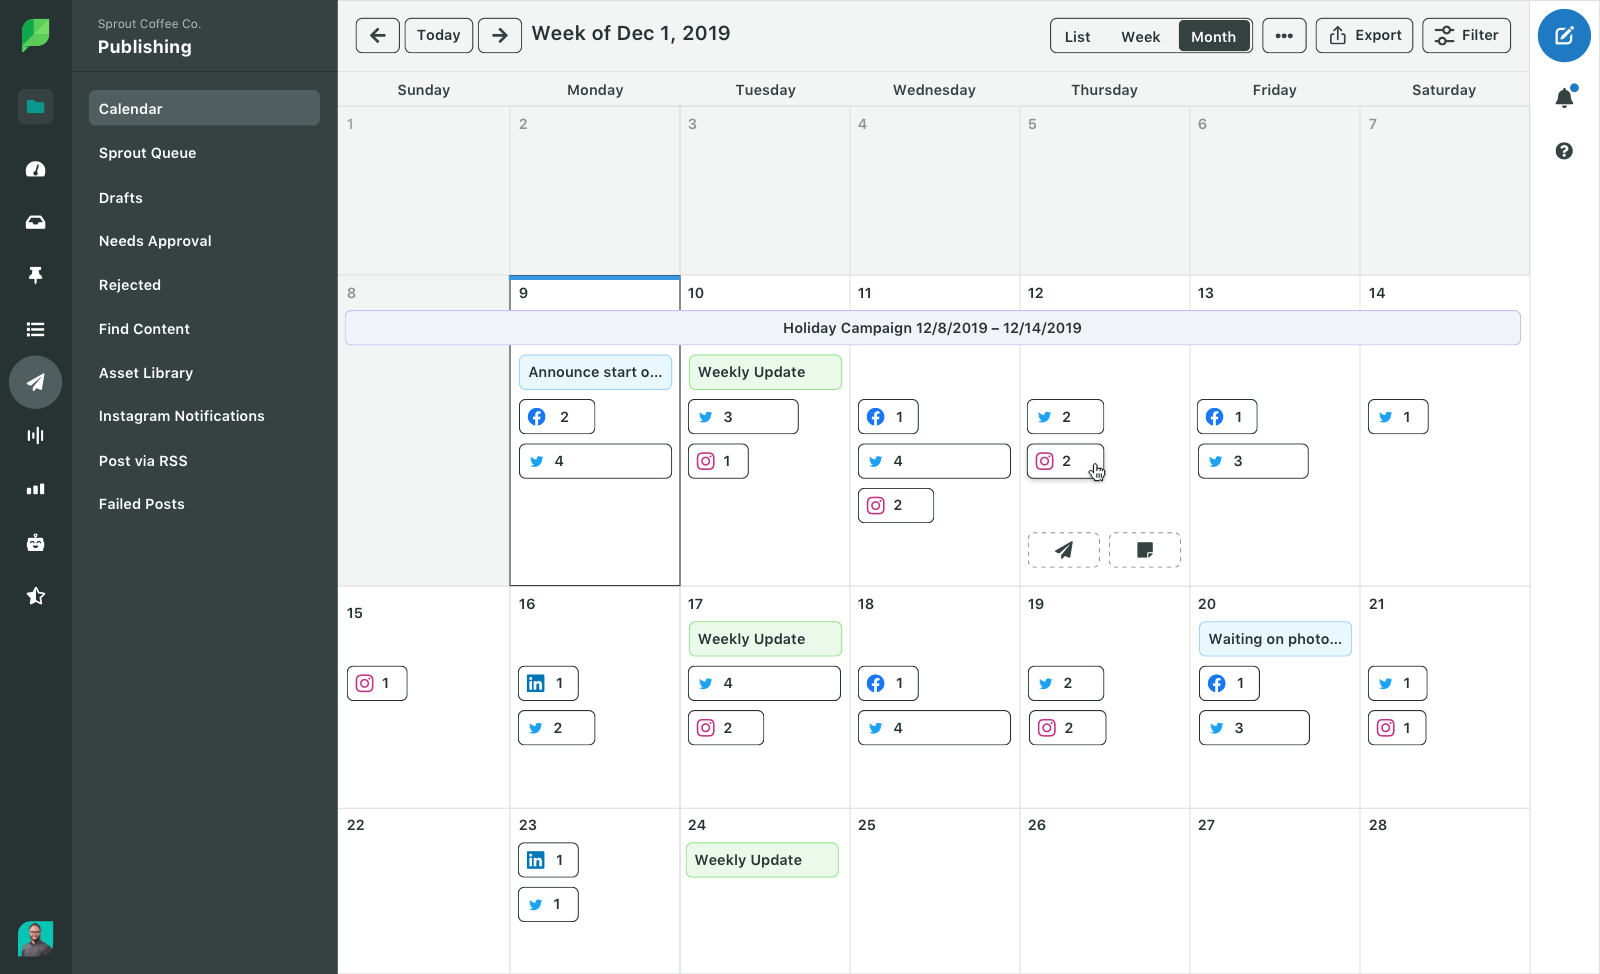 Sprout Coffee Co.
Publishing
Calendar
Sprout Queue
Drafts
Needs Approval
Rejected
Find Content
Asset Library
Instagram Notifications
Post via RSS
Failed Posts
Today
Week of Dec 1, 2019
List Week Month
Export
Filter
Sunday Monday Tuesday Wednesday Thursday Friday Saturday
1 2 3 4 5 6 7
8 9 10 11 12 13 14
Holiday Campaign 12/8/2019 – 12/14/2019
Announce start o... Weekly Update
2 3 1 2 1 1
4 1 4 2 3
2
15 16 17 18 19 20 21
Weekly Update Waiting on photo...
1 1 4 1 2 1 1
2 2 4 2 3 1
22 23 24 25 26 27 28
1 Weekly Update
1